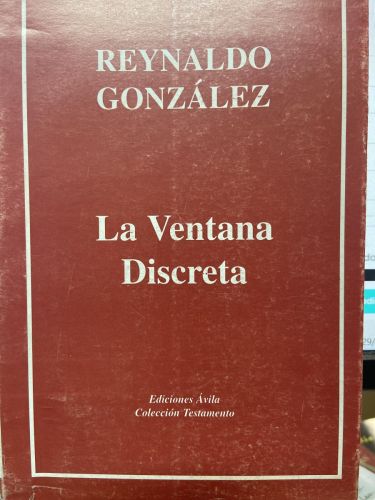 REYNALDO
GONZÁLEZ
La Ventana
Discreta
Ediciones Ávila
Colección Testamento